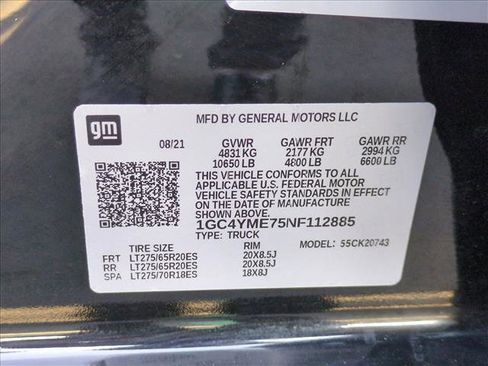 gm
MFD BY GENERAL MOTORS LLC
08/21 GVWR GAWR FRT GAWR RR
4831 KG 2177 KG 2994 KG
10650 LB 4800 LB 6600 LB
THIS VEHICLE CONFORMS TO ALL
APPLICABLE U.S. FEDERAL MOTOR
VEHICLE SAFETY STANDARDS IN EFFECT
ON THE DATE OF MANUFACTURE SHOWN ABOVE.
1GC4YME75NF112885
TYPE: TRUCK MODEL: 55CK20743
TIRE SIZE RIM
FRT LT275/65R20ES 20X8.5J
RR LT275/65R20ES 20X8.5J
SPA LT275/70R18ES 18X8J